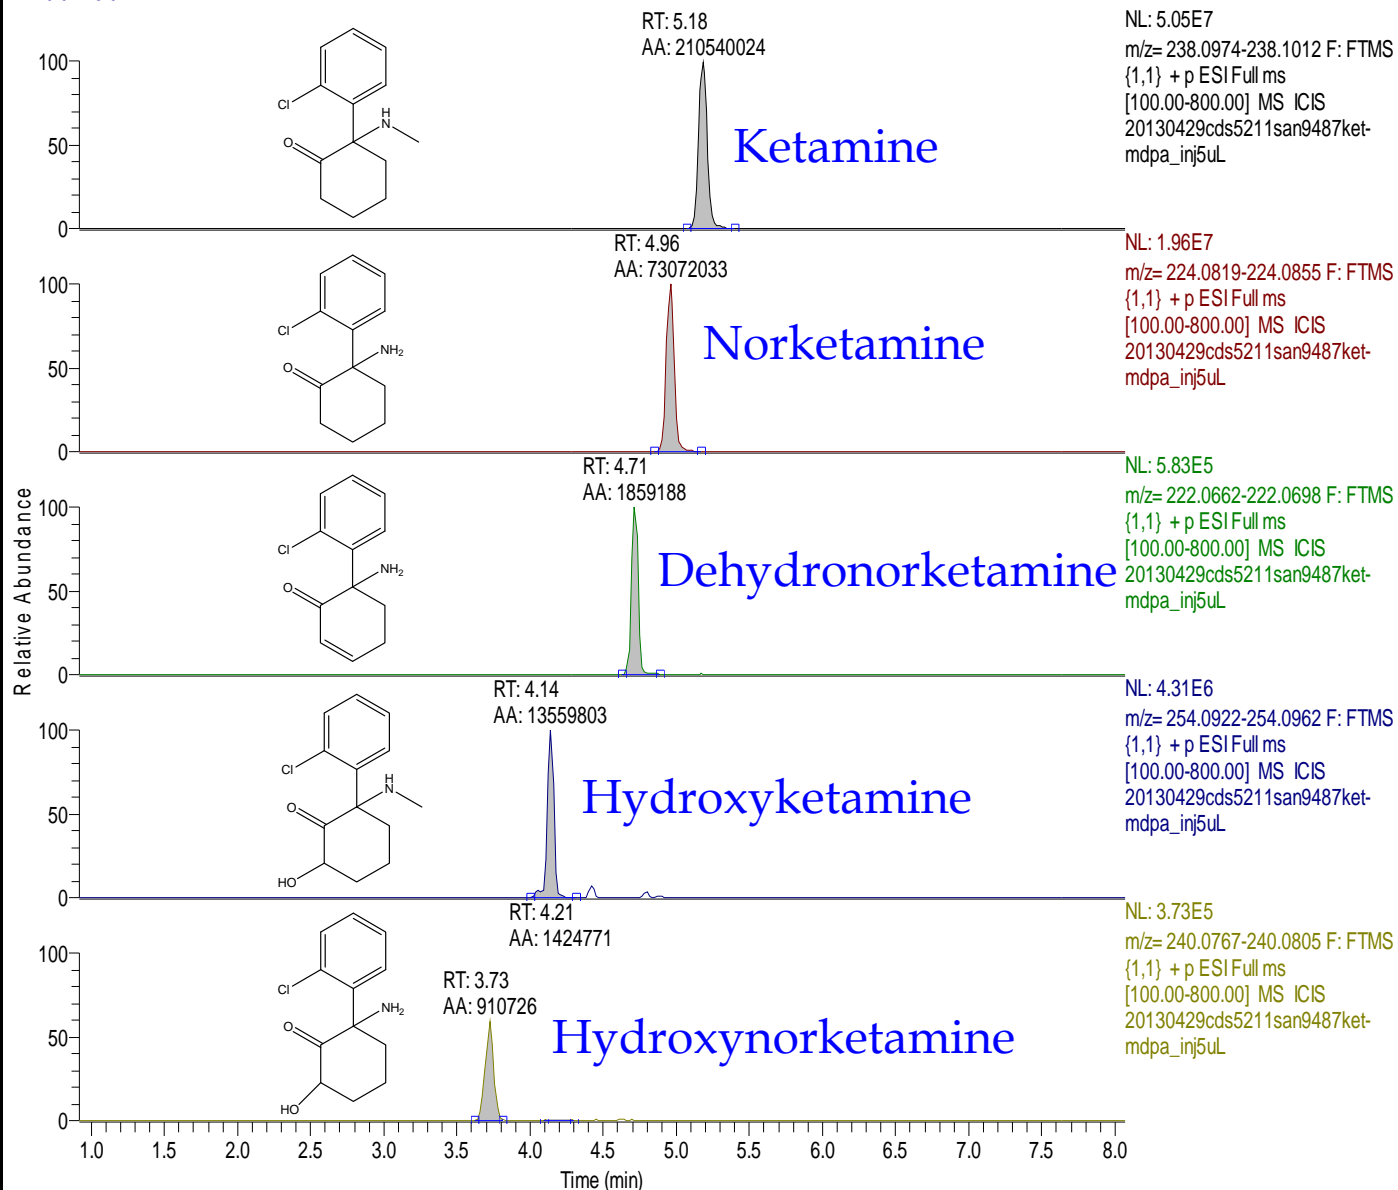 RT: 5.18
AA: 210540024
NL: 5.05E7
m/z= 238.0974-238.1012 F: FTMS
{1,1} + p ESI Full ms
[100.00-800.00] MS ICIS
20130429cds5211san9487ket-
mdpa_inj5uL
100
50
0
Cl
H
N
O
Ketamine
RT: 4.96
AA: 73072033
NL: 1.96E7
m/z= 224.0819-224.0855 F: FTMS
{1,1} + p ESI Full ms
[100.00-800.00] MS ICIS
20130429cds5211san9487ket-
mdpa_inj5uL
100
50
0
Cl
NH2
O
Norketamine
RT: 4.71
AA: 1859188
NL: 5.83E5
m/z= 222.0662-222.0698 F: FTMS
{1,1} + p ESI Full ms
[100.00-800.00] MS ICIS
20130429cds5211san9487ket-
mdpa_inj5uL
100
50
0
Cl
NH2
O
Dehydronorketamine
Relative Abundance
RT: 4.14
AA: 13559803
NL: 4.31E6
m/z= 254.0922-254.0962 F: FTMS
{1,1} + p ESI Full ms
[100.00-800.00] MS ICIS
20130429cds5211san9487ket-
mdpa_inj5uL
100
50
0
Cl
H
N
O
HO
Hydroxyketamine
RT: 4.21
AA: 1424771
RT: 3.73
AA: 910726
NL: 3.73E5
m/z= 240.0767-240.0805 F: FTMS
{1,1} + p ESI Full ms
[100.00-800.00] MS ICIS
20130429cds5211san9487ket-
mdpa_inj5uL
100
50
0
Cl
NH2
O
HO
Hydroxynorketamine
1.0 1.5 2.0 2.5 3.0 3.5 4.0 4.5 5.0 5.5 6.0 6.5 7.0 7.5 8.0
Time (min)